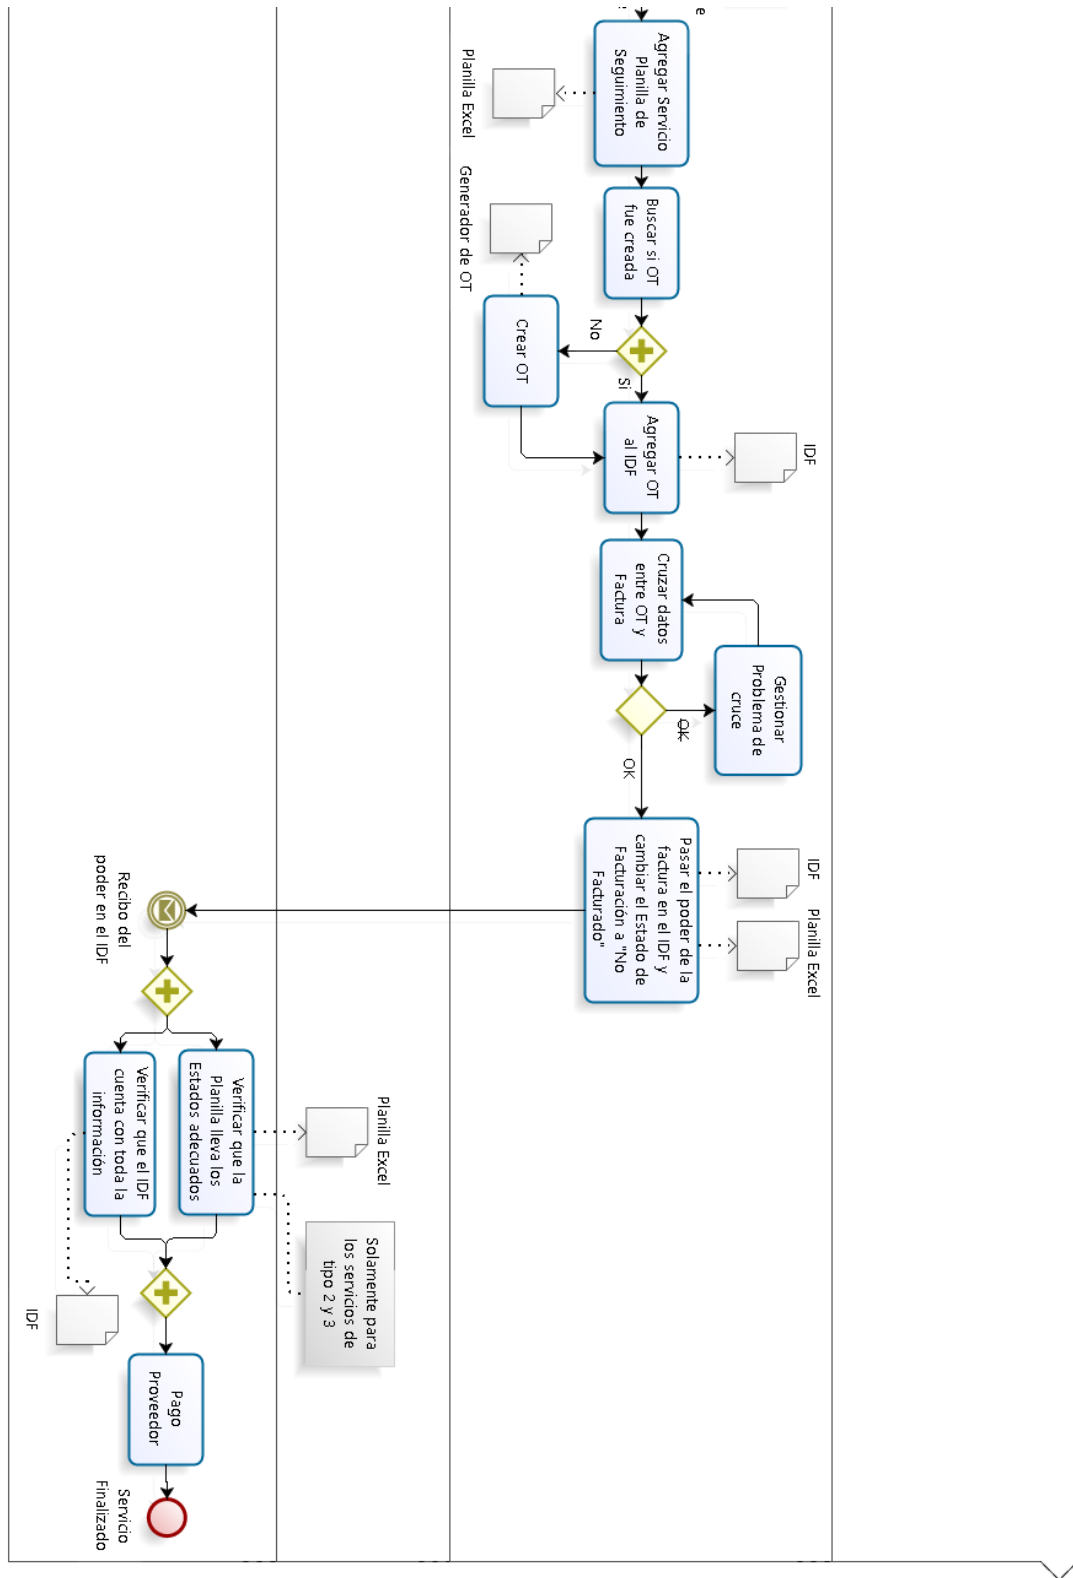 e
Agregar Servicio
Planilla de
Seguimiento
Planilla Excel
Buscar si OT
fue creada
Generador de OT
No
Si
Crear OT
Agregar OT
al IDF
IDF
Cruzar datos
entre OT y
Factura
Gestionar
Problema de
cruce
OK
OK
Pasar el poder de la
factura en el IDF y
cambiar el Estado de
Facturación a "No
Facturado"
IDF
Planilla Excel
Recibo del
poder en el IDF
Verificar que la
Planilla lleva los
Estados adecuados
Planilla Excel
Verificar que el IDF
cuenta con toda la
información
Solamente para
los servicios de
tipo 2 y 3
IDF
Pago
Proveedor
Servicio
Finalizado